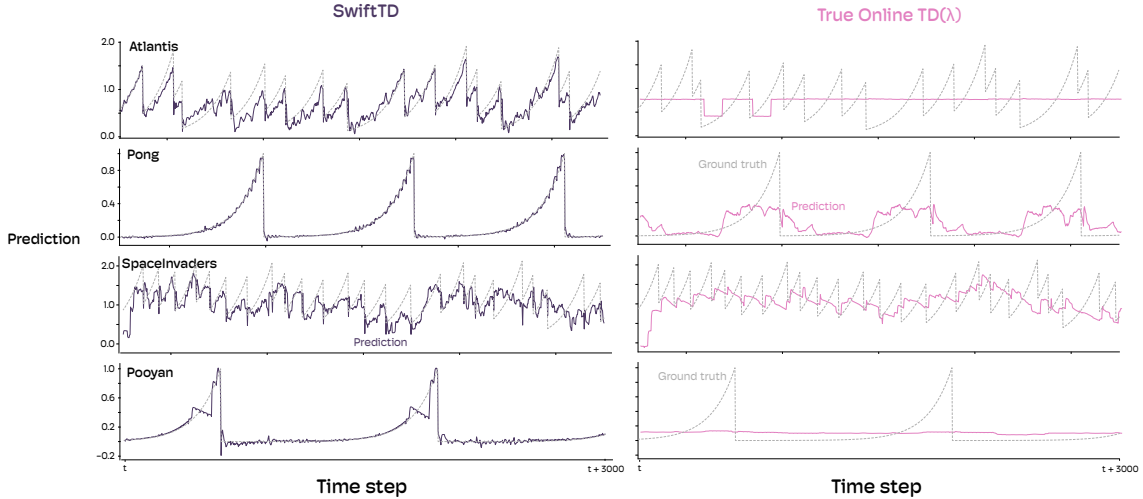 SwiftTD
True Online TD(λ)
Prediction
Atlantis
2.0
1.0
0.0
Pong
0.8
0.4
0.0
Ground truth
Prediction
SpaceInvaders
2.0
1.0
0.0
Prediction
Pooyan
1.0
0.6
0.2
−0.2
Ground truth
t
t + 3000
t
t + 3000
Time step
Time step